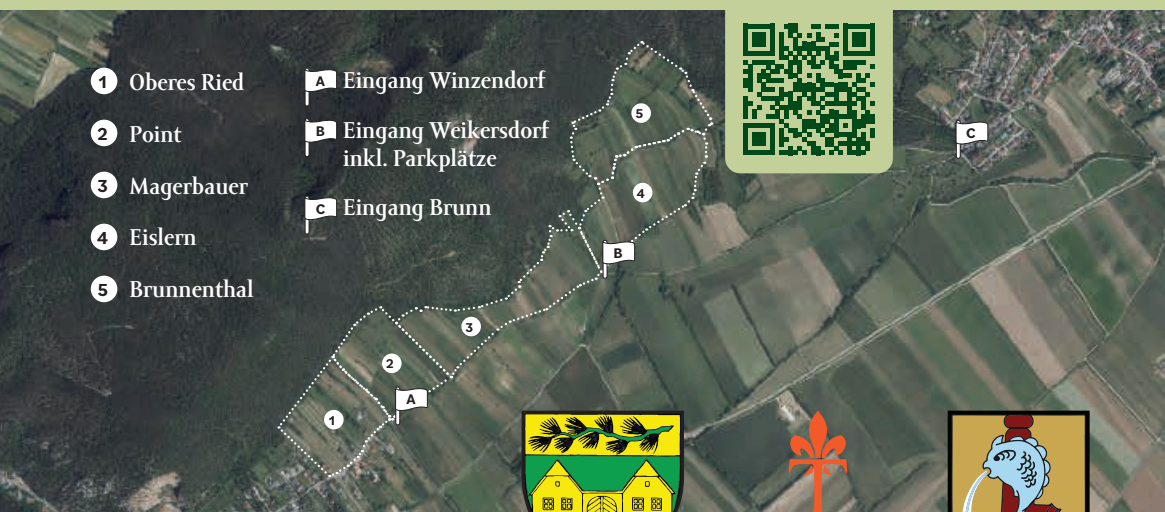 1 Oberes Ried
2 Point
3 Magerbauer
4 Eislern
5 Brunnenthal
A Eingang Winzendorf
B Eingang Weikersdorf
inkl. Parkplätze
C Eingang Brunn
5
4
C
B
3
2
A
1